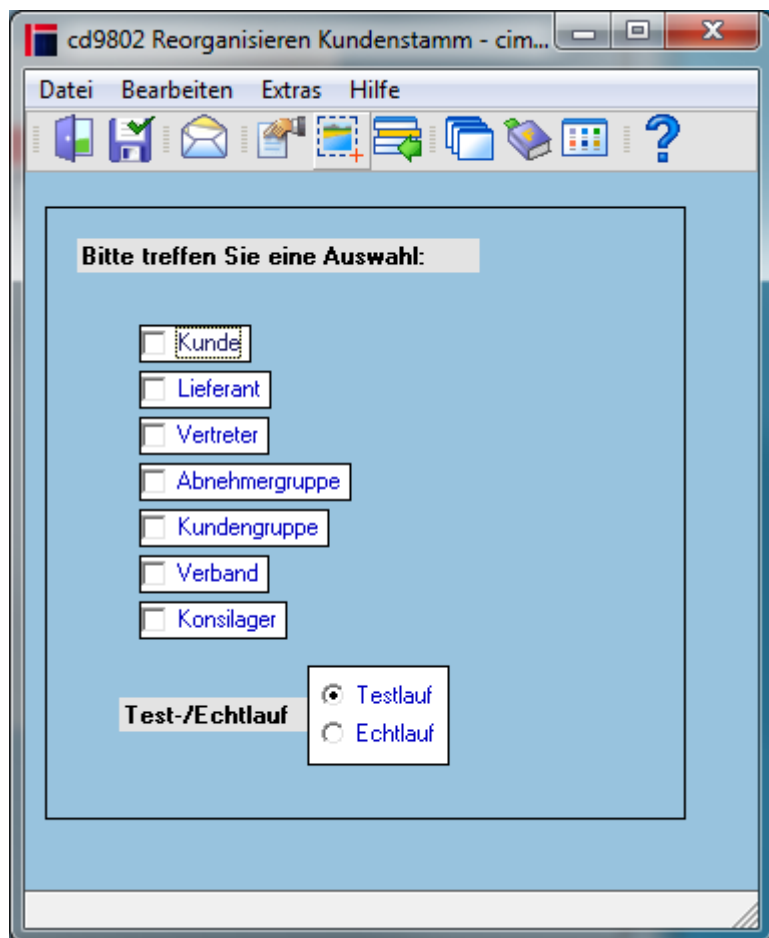 cd9802 Reorganisieren Kundenstamm - cim...
Datei Bearbeiten Extras Hilfe
Bitte treffen Sie eine Auswahl:
Kunde
Lieferant
Vertreter
Abnehmergruppe
Kundengruppe
Verband
Konsilager
Test-/Echtlauf
Testlauf
Echtlauf